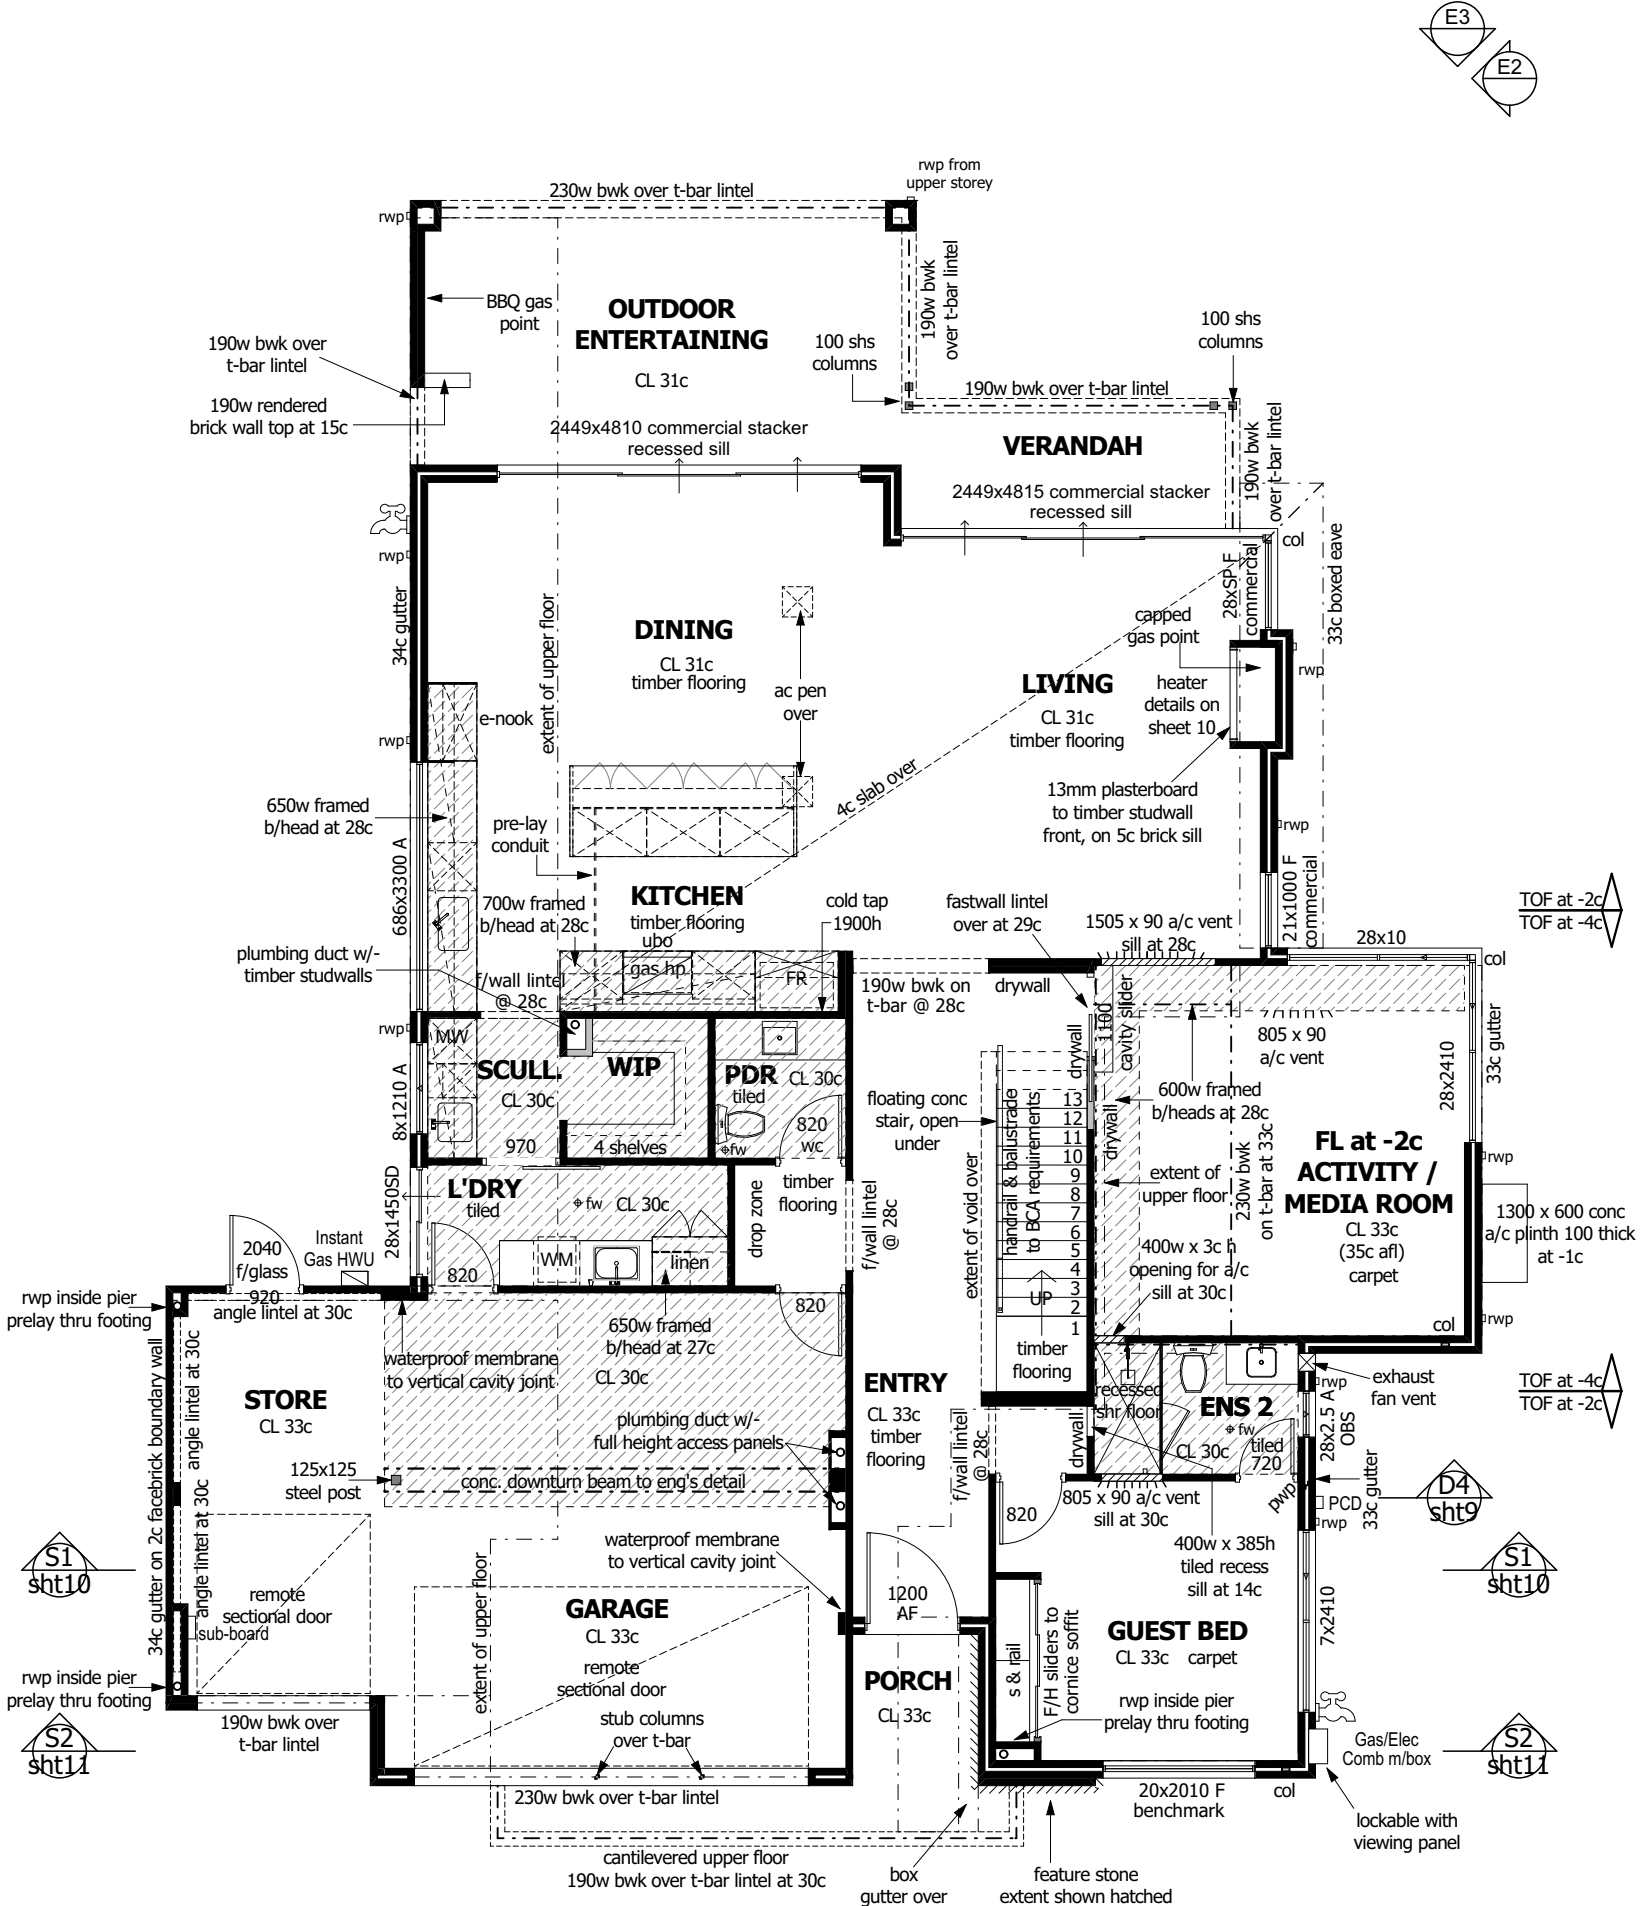 E3
E2
rwp from
upper storey
230w bwk over t-bar lintel
rwp
190w bwk
over t-bar lintel
BBQ gas
point
OUTDOOR
ENTERTAINING
CL 31c
100 shs
columns
100 shs
columns
190w bwk over
t-bar lintel
190w rendered
brick wall top at 15c
190w bwk over t-bar lintel
2449x4810 commercial stacker
recessed sill
VERANDAH
190w bwk
over t-bar lintel
2449x4815 commercial stacker
recessed sill
col
rwp
34c gutter
extent of upper floor
28xSP F
commercial
33c boxed eave
DINING
CL 31c
timber flooring
capped
gas point
rwp
ac pen
over
LIVING
CL 31c
timber flooring
heater
details on
sheet 10
e-nook
rwp
4c slab over
13mm plasterboard
to timber studwall
front, on 5c brick sill
rwp
650w framed
b/head at 28c
pre-lay
conduit
686x3300 A
21x1000 F
commercial
700w framed
b/head at 28c
KITCHEN
timber flooring
ubo
cold tap
1900h
fastwall lintel
over at 29c
1505 x 90 a/c vent
sill at 28c
28x10
col
TOF at -2c
TOF at -4c
plumbing duct w/-
timber studwalls
f/wall lintel
@ 28c
gas hp
FR
190w bwk on
t-bar @ 28c
drywall
1100
cavity slider
drywall
805 x 90
a/c vent
33c gutter
28x2410
rwp
MW
SCULL.
CL 30c
WIP
PDR
tiled
CL 30c
8x1210 A
970
4 shelves
fw
820
wc
floating conc
stair, open
under
handrail & balustrade
to BCA requirements
13
12
11
10
9
8
7
6
5
4
3
2
1
UP
timber
flooring
drywall
600w framed
b/heads at 28c
extent of
upper floor
230w bwk
on t-bar at 33c
FL at -2c
ACTIVITY /
MEDIA ROOM
CL 33c
(35c afl)
carpet
rwp
1300 x 600 conc
a/c plinth 100 thick
at -1c
28x1450SD
L'DRY
tiled
fw
CL 30c
drop zone
timber
flooring
f/wall lintel
@ 28c
extent of void over
400w x 3c h
opening for a/c
sill at 30c
2040
f/glass
920
Instant
Gas HWU
820
WM
linen
820
rwp
col
rwp inside pier
prelay thru footing
angle lintel at 30c
650w framed
b/head at 27c
waterproof membrane
to vertical cavity joint
CL 30c
exhaust
fan vent
TOF at -4c
TOF at -2c
34c gutter on 2c facebrick boundary wall
angle lintel at 30c
angle lintel at 30c
STORE
CL 33c
plumbing duct w/-
full height access panels
ENTRY
CL 33c
timber
flooring
f/wall lintel
@ 28c
drywall
recessed
shr floor
ENS 2
fw
tiled
CL 30c
720
rwp
28x2.5 A
OBS
33c gutter
125x125
steel post
conc. downturn beam to eng's detail
805 x 90 a/c vent
sill at 30c
pwp
PCD
rwp
D4
sht9
820
400w x 385h
tiled recess
sill at 14c
S1
sht10
S1
sht10
waterproof membrane
to vertical cavity joint
remote
sectional door
sub-board
extent of upper floor
GARAGE
CL 33c
remote
sectional door
1200
AF
s & rail
F/H sliders to
cornice soffit
GUEST BED
CL 33c carpet
7x2410
rwp inside pier
prelay thru footing
PORCH
CL 33c
rwp inside pier
prelay thru footing
190w bwk over
t-bar lintel
stub columns
over t-bar
S2
sht11
Gas/Elec
Comb m/box
S2
sht11
230w bwk over t-bar lintel
20x2010 F
benchmark
col
lockable with
viewing panel
cantilevered upper floor
190w bwk over t-bar lintel at 30c
box
gutter over
feature stone
extent shown hatched